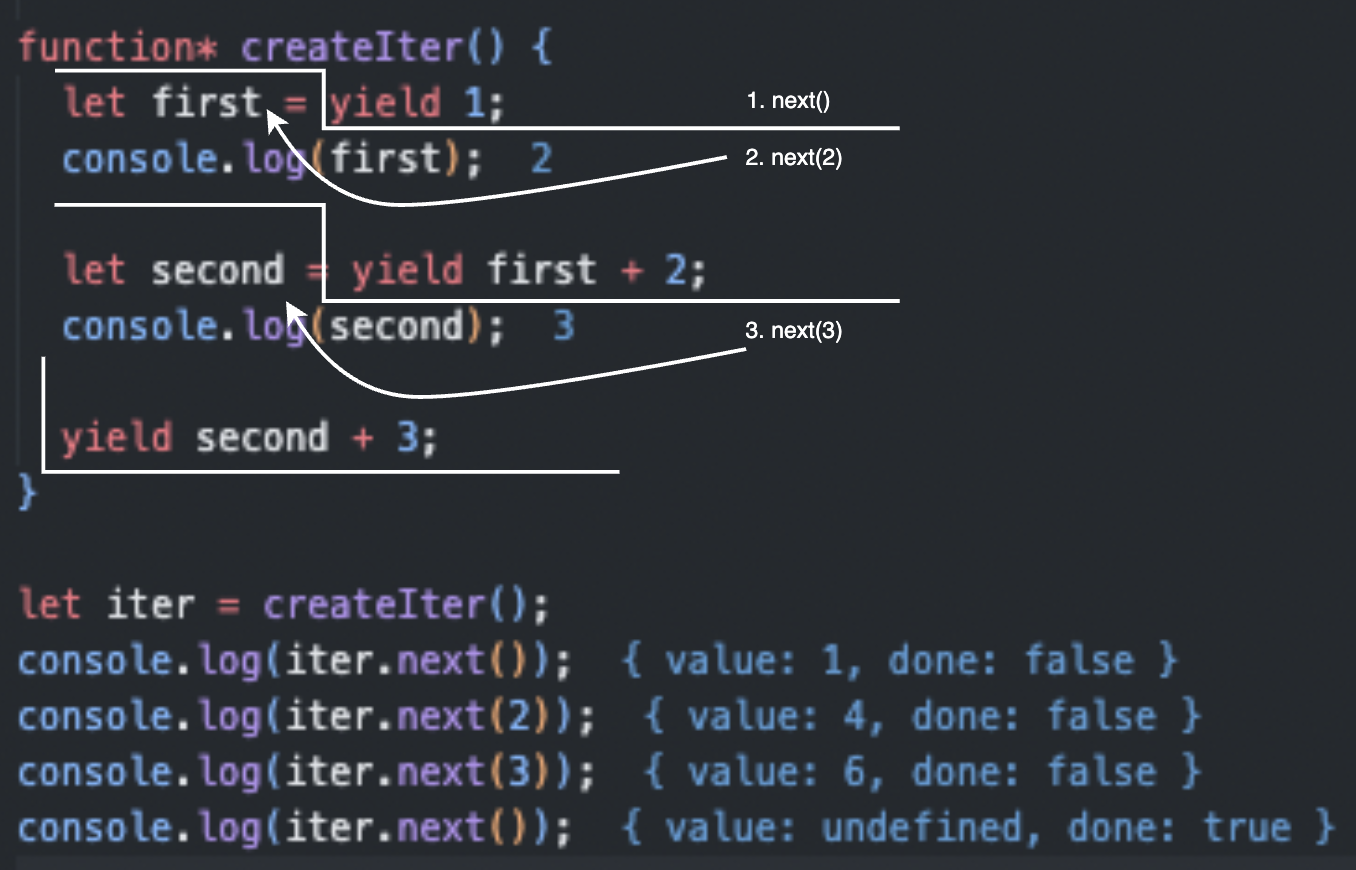 function* createIter() {
let first = yield 1; 1. next()
console.log(first); 2 2. next(2)
let second = yield first + 2;
console.log(second); 3 3. next(3)
yield second + 3;
}
let iter = createIter();
console.log(iter.next()); { value: 1, done: false }
console.log(iter.next(2)); { value: 4, done: false }
console.log(iter.next(3)); { value: 6, done: false }
console.log(iter.next()); { value: undefined, done: true }